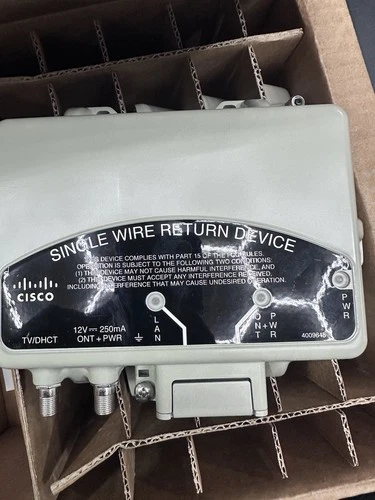 SINGLE WIRE RETURN DEVICE
THIS DEVICE COMPLIES WITH PART 15 OF THE FCC RULES.
OPERATION IS SUBJECT TO THE FOLLOWING TWO CONDITIONS:
(1) THIS DEVICE MAY NOT CAUSE HARMFUL INTERFERENCE, AND
(2) THIS DEVICE MUST ACCEPT ANY INTERFERENCE RECEIVED,
INCLUDING INTERFERENCE THAT MAY CAUSE UNDESIRED OPERATION.
CISCO
PWR
LAN
ONT+PWR
4009648
TV/DHCT
12V 250mA
ONT + PWR